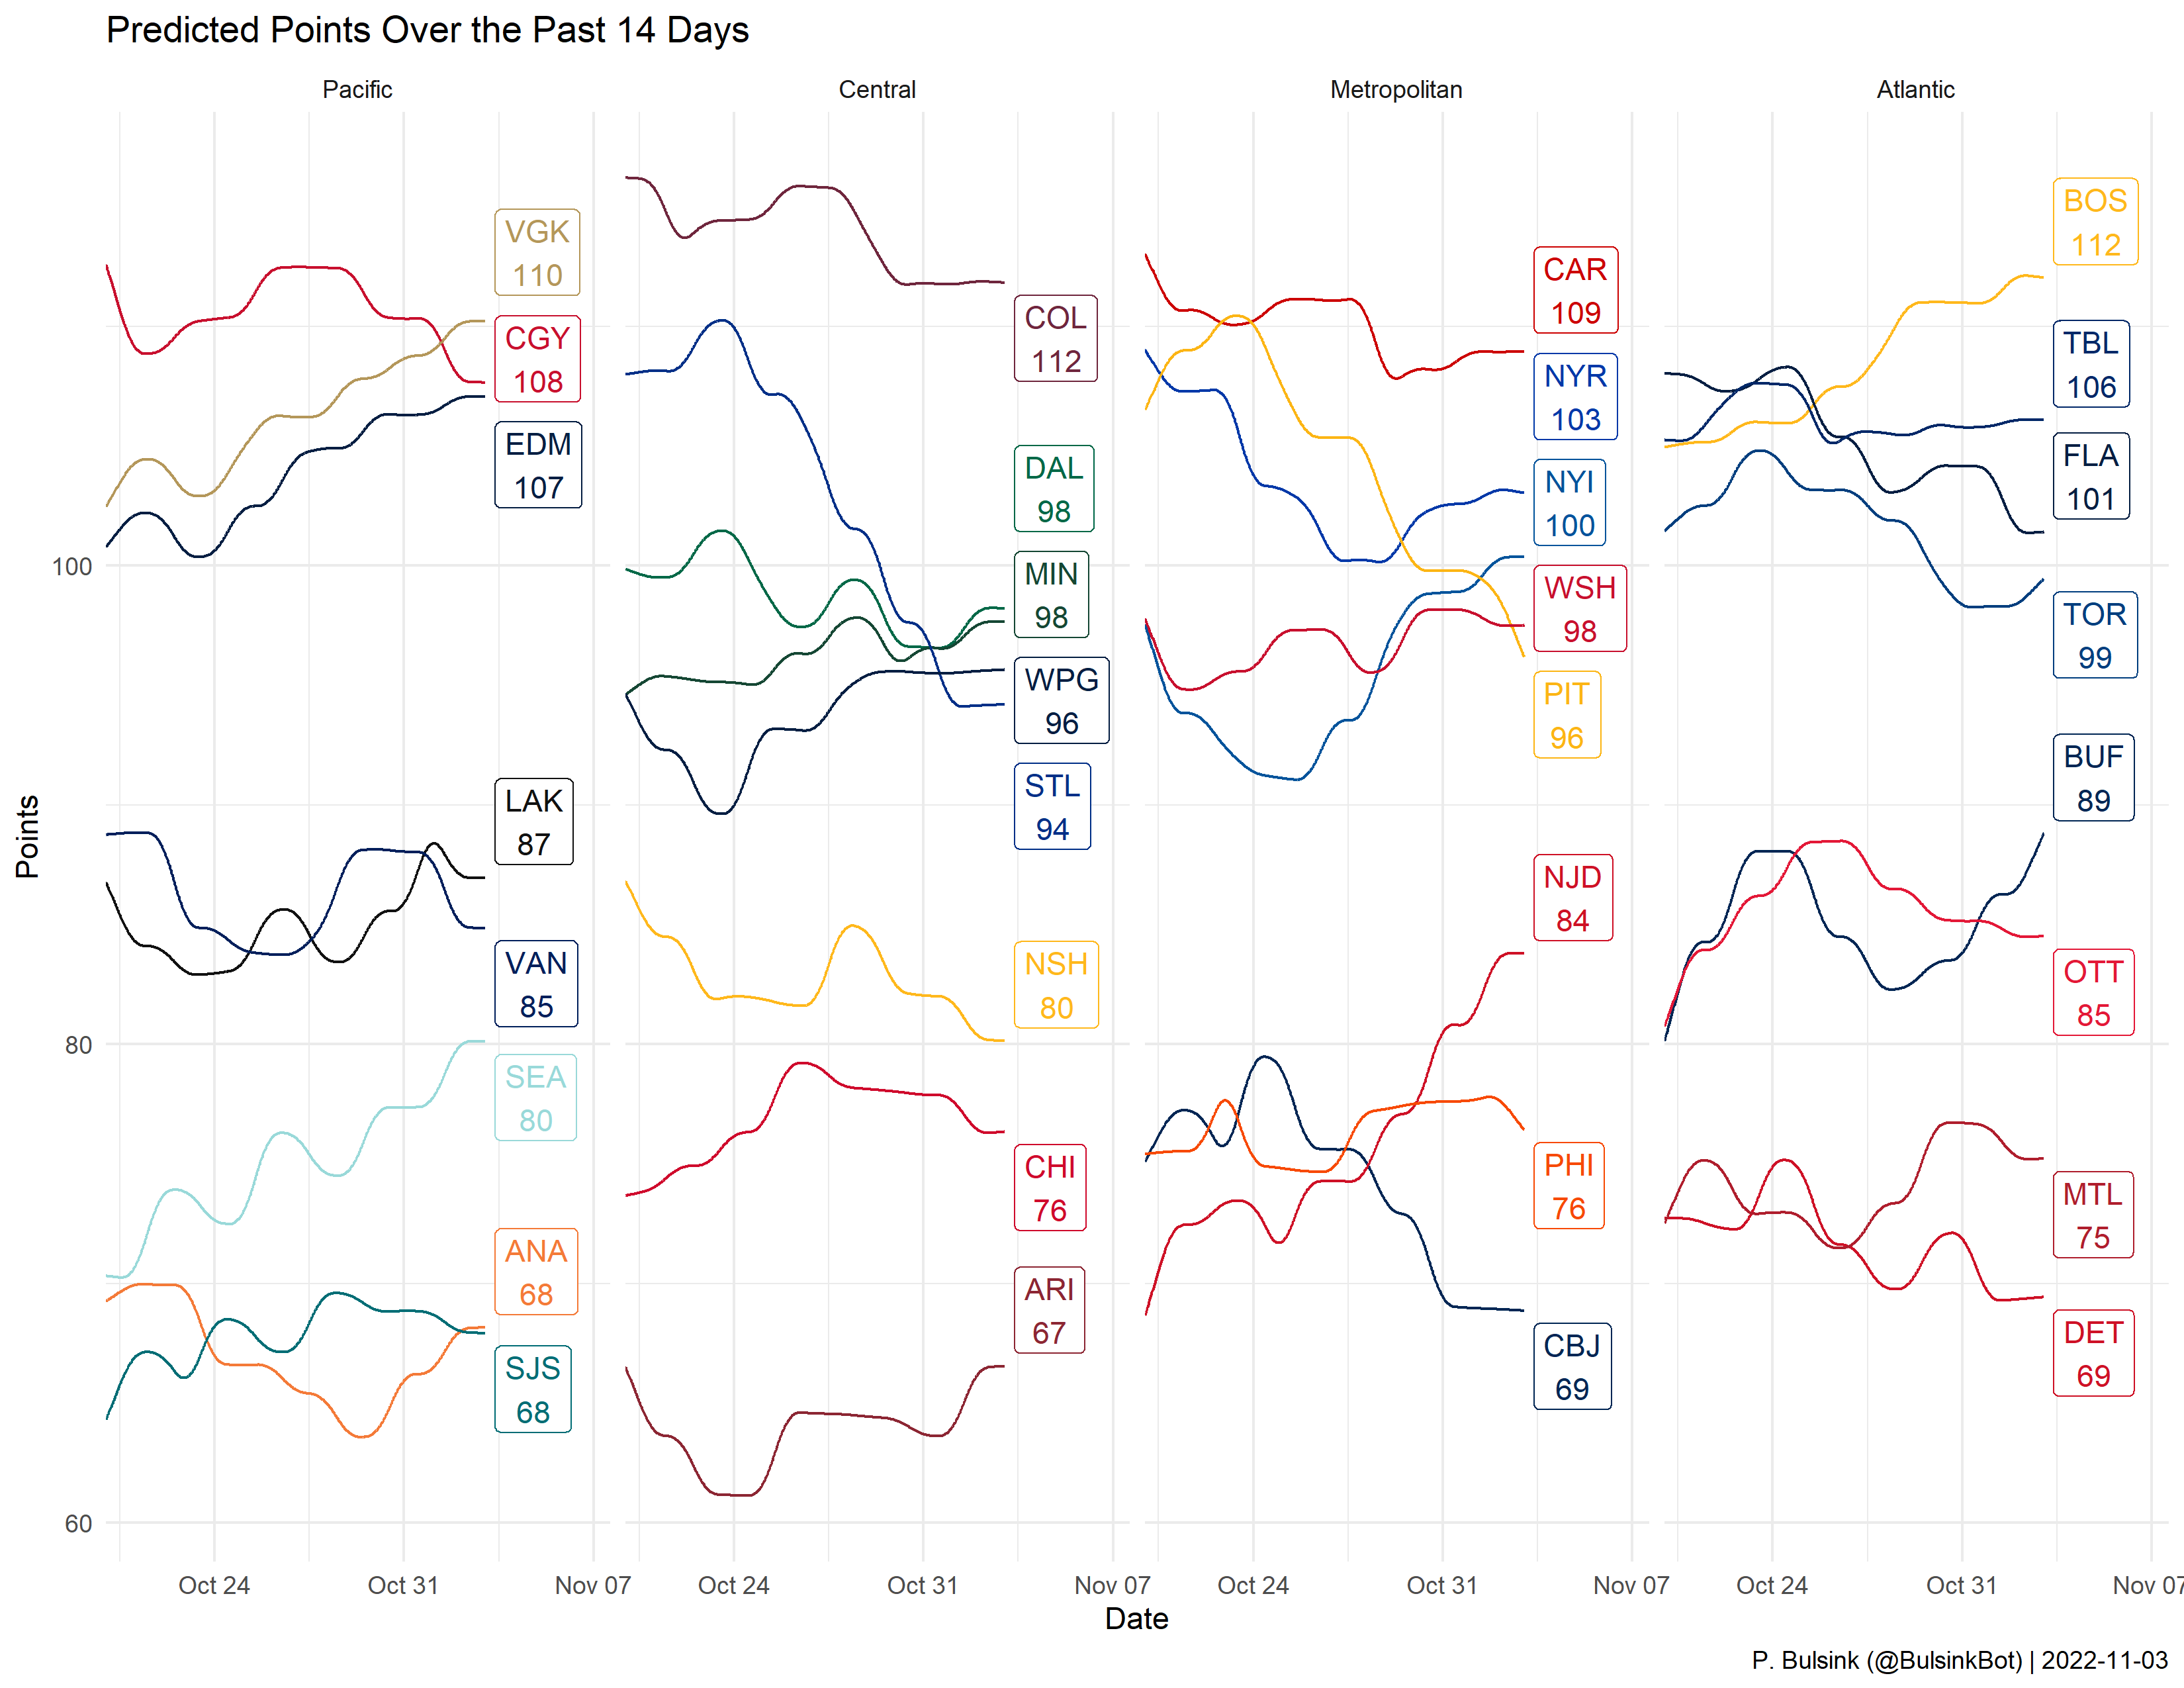 Predicted Points Over the Past 14 Days
Pacific
Central
Metropolitan
Atlantic
Points
100
80
60
VGK
110
CGY
108
EDM
107
LAK
87
VAN
85
SEA
80
ANA
68
SJS
68
COL
112
DAL
98
MIN
98
WPG
96
STL
94
NSH
80
CHI
76
ARI
67
CAR
109
NYR
103
NYI
100
WSH
98
PIT
96
NJD
84
PHI
76
CBJ
69
BOS
112
TBL
106
FLA
101
TOR
99
BUF
89
OTT
85
MTL
75
DET
69
Oct 24 Oct 31 Nov 07 Oct 24 Oct 31 Nov 07 Oct 24 Oct 31 Nov 07 Oct 24 Oct 31 Nov 07
Date
P. Bulsink (@BulsinkBot) | 2022-11-03